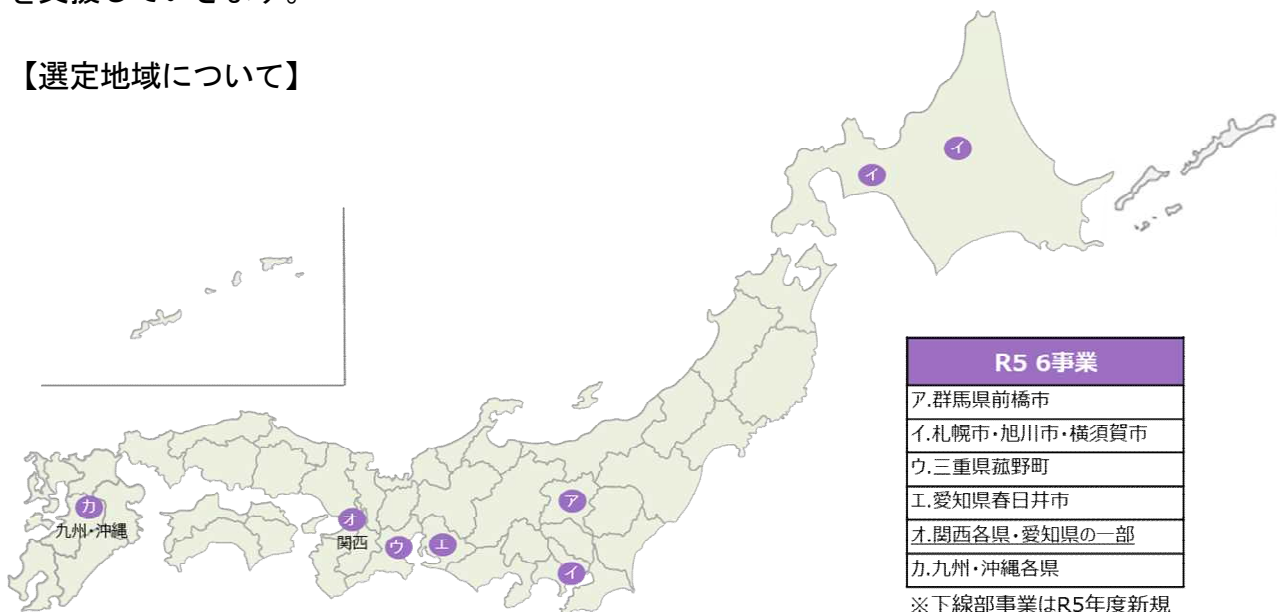 を支援していきます。
【選定地域について】
イ
イ
R5 6事業
ア.群馬県前橋市
イ.札幌市・旭川市・横須賀市
ウ.三重県菰野町
エ.愛知県春日井市
オ.関西各県・愛知県の一部
カ.九州・沖縄各県
※下線部事業はR5年度新規
ア
カ
九州・沖縄
オ
関西
ウ
エ
イ